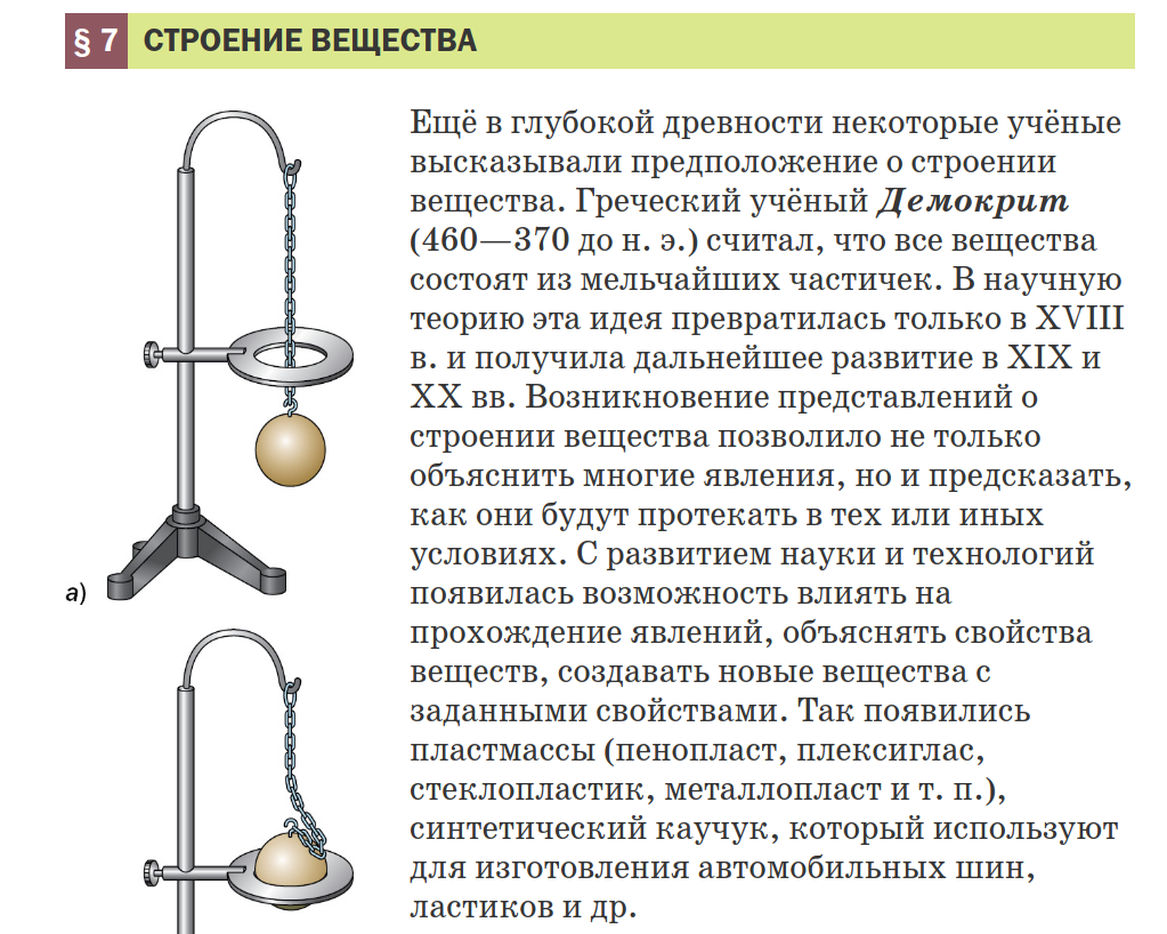 § 7 СТРОЕНИЕ ВЕЩЕСТВА
Ещё в глубокой древности некоторые учёные
высказывали предположение о строении
вещества. Греческий учёный Демокрит
(460—370 до н. э.) считал, что все вещества
состоят из мельчайших частичек. В научную
теорию эта идея превратилась только в XVIII
в. и получила дальнейшее развитие в XIX и
XX вв. Возникновение представлений о
строении вещества позволило не только
объяснить многие явления, но и предсказать,
как они будут протекать в тех или иных
условиях. С развитием науки и технологий
появилась возможность влиять на
прохождение явлений, объяснять свойства
веществ, создавать новые вещества с
заданными свойствами. Так появились
пластмассы (пенопласт, плексиглас,
стеклопластик, металлопласт и т. п.),
синтетический каучук, который используют
для изготовления автомобильных шин,
ластиков и др.
а)